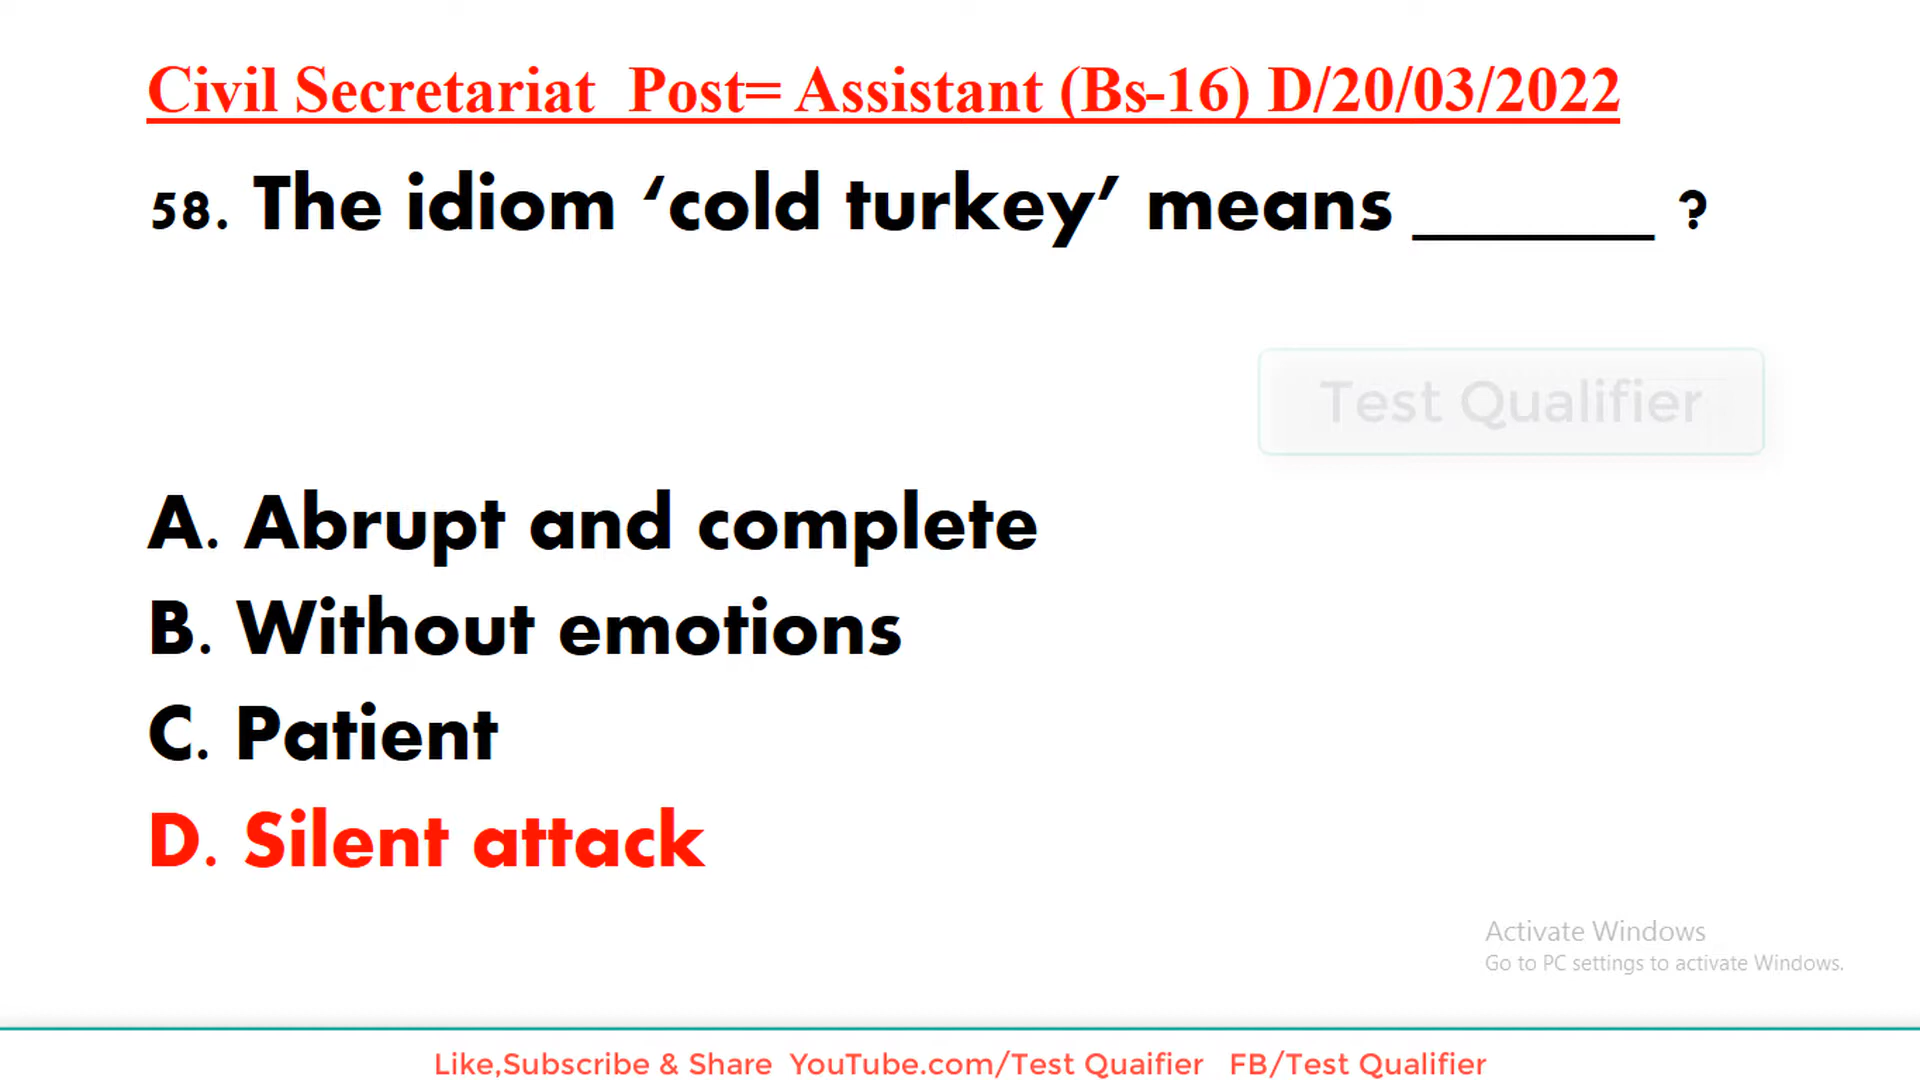 Civil Secretariat Post= Assistant (Bs-16) D/20/03/2022
58. The idiom ‘cold turkey’ means _______ ?
Test Qualifier
A. Abrupt and complete
B. Without emotions
C. Patient
D. Silent attack
Activate Windows
Go to PC settings to activate Windows.
Like,Subscribe & Share YouTube.com/Test Quaifier FB/Test Qualifier